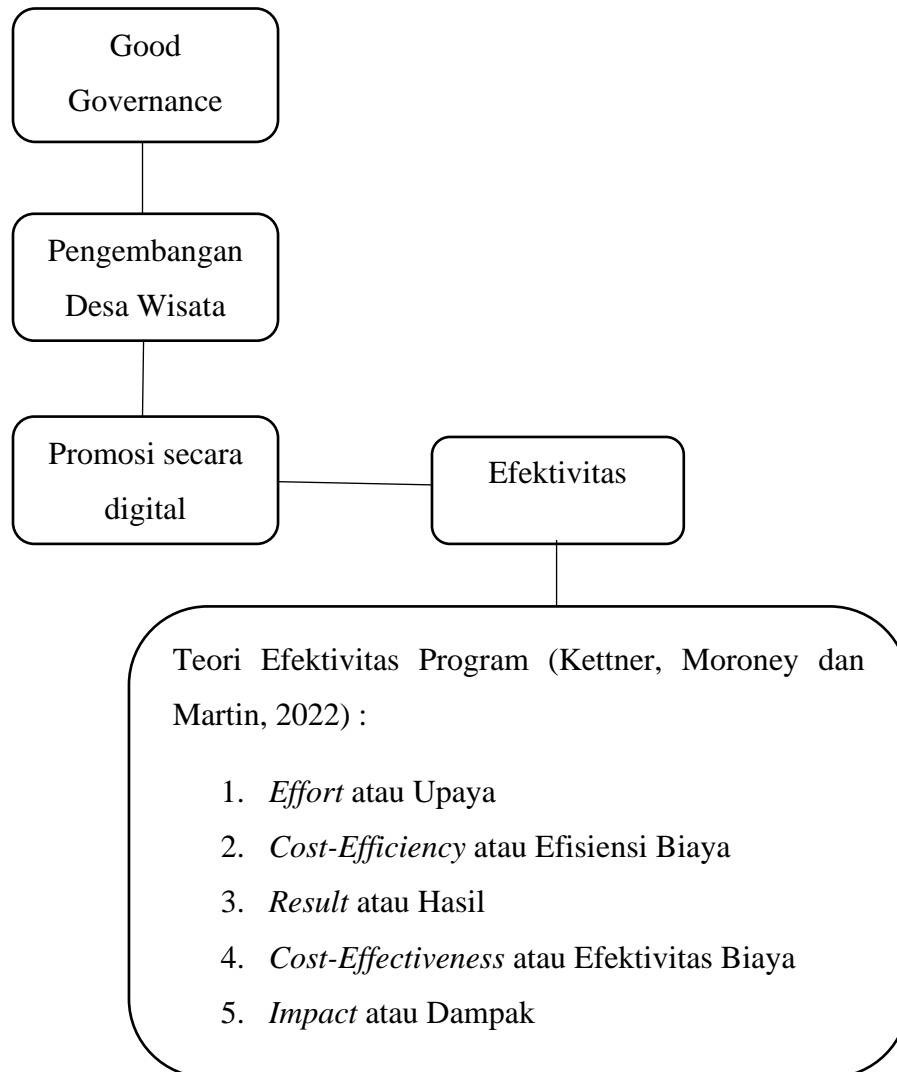 Good
Governance
Pengembangan
Desa Wisata
Promosi secara
digital
Efektivitas
Teori Efektivitas Program (Kettner, Moroney dan
Martin, 2022) :
1. Effort atau Upaya
2. Cost-Efficiency atau Efisiensi Biaya
3. Result atau Hasil
4. Cost-Effectiveness atau Efektivitas Biaya
5. Impact atau Dampak